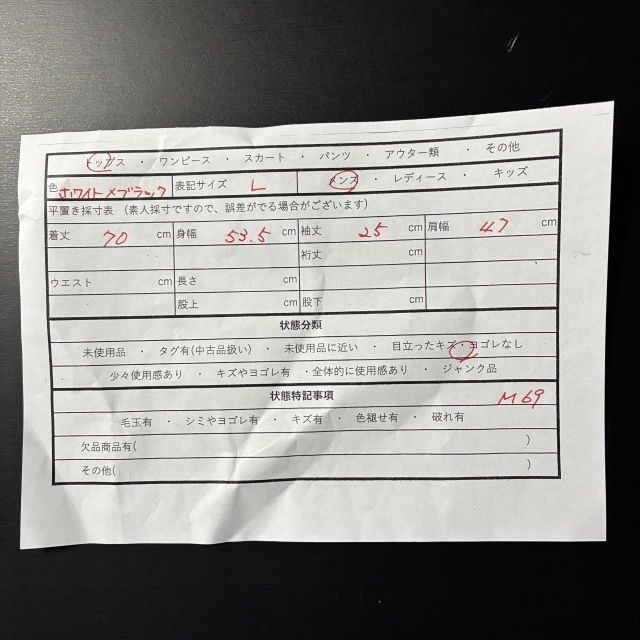 トップス ・ ワンピース ・ スカート ・ パンツ ・ アウター類 ・ その他
色 ホワイト×ブラック 表記サイズ L メンズ ・ レディース ・ キッズ
平置き採寸表 (素人採寸ですので、誤差がでる場合がございます)
着丈 70 cm 身幅 53.5 cm 袖丈 25 cm 肩幅 47 cm
裄丈 cm
ウエスト cm 長さ cm
股上 cm 股下 cm
状態分類
未使用品 ・ タグ有(中古品扱い) ・ 未使用品に近い ・ 目立ったキズ・ヨゴレなし
少々使用感あり ・ キズやヨゴレ有 ・全体的に使用感あり ・ ジャンク品
状態特記事項 M69
毛玉有 ・ シミやヨゴレ有 ・ キズ有 ・ 色褪せ有 ・ 破れ有
欠品商品有( )
その他( )